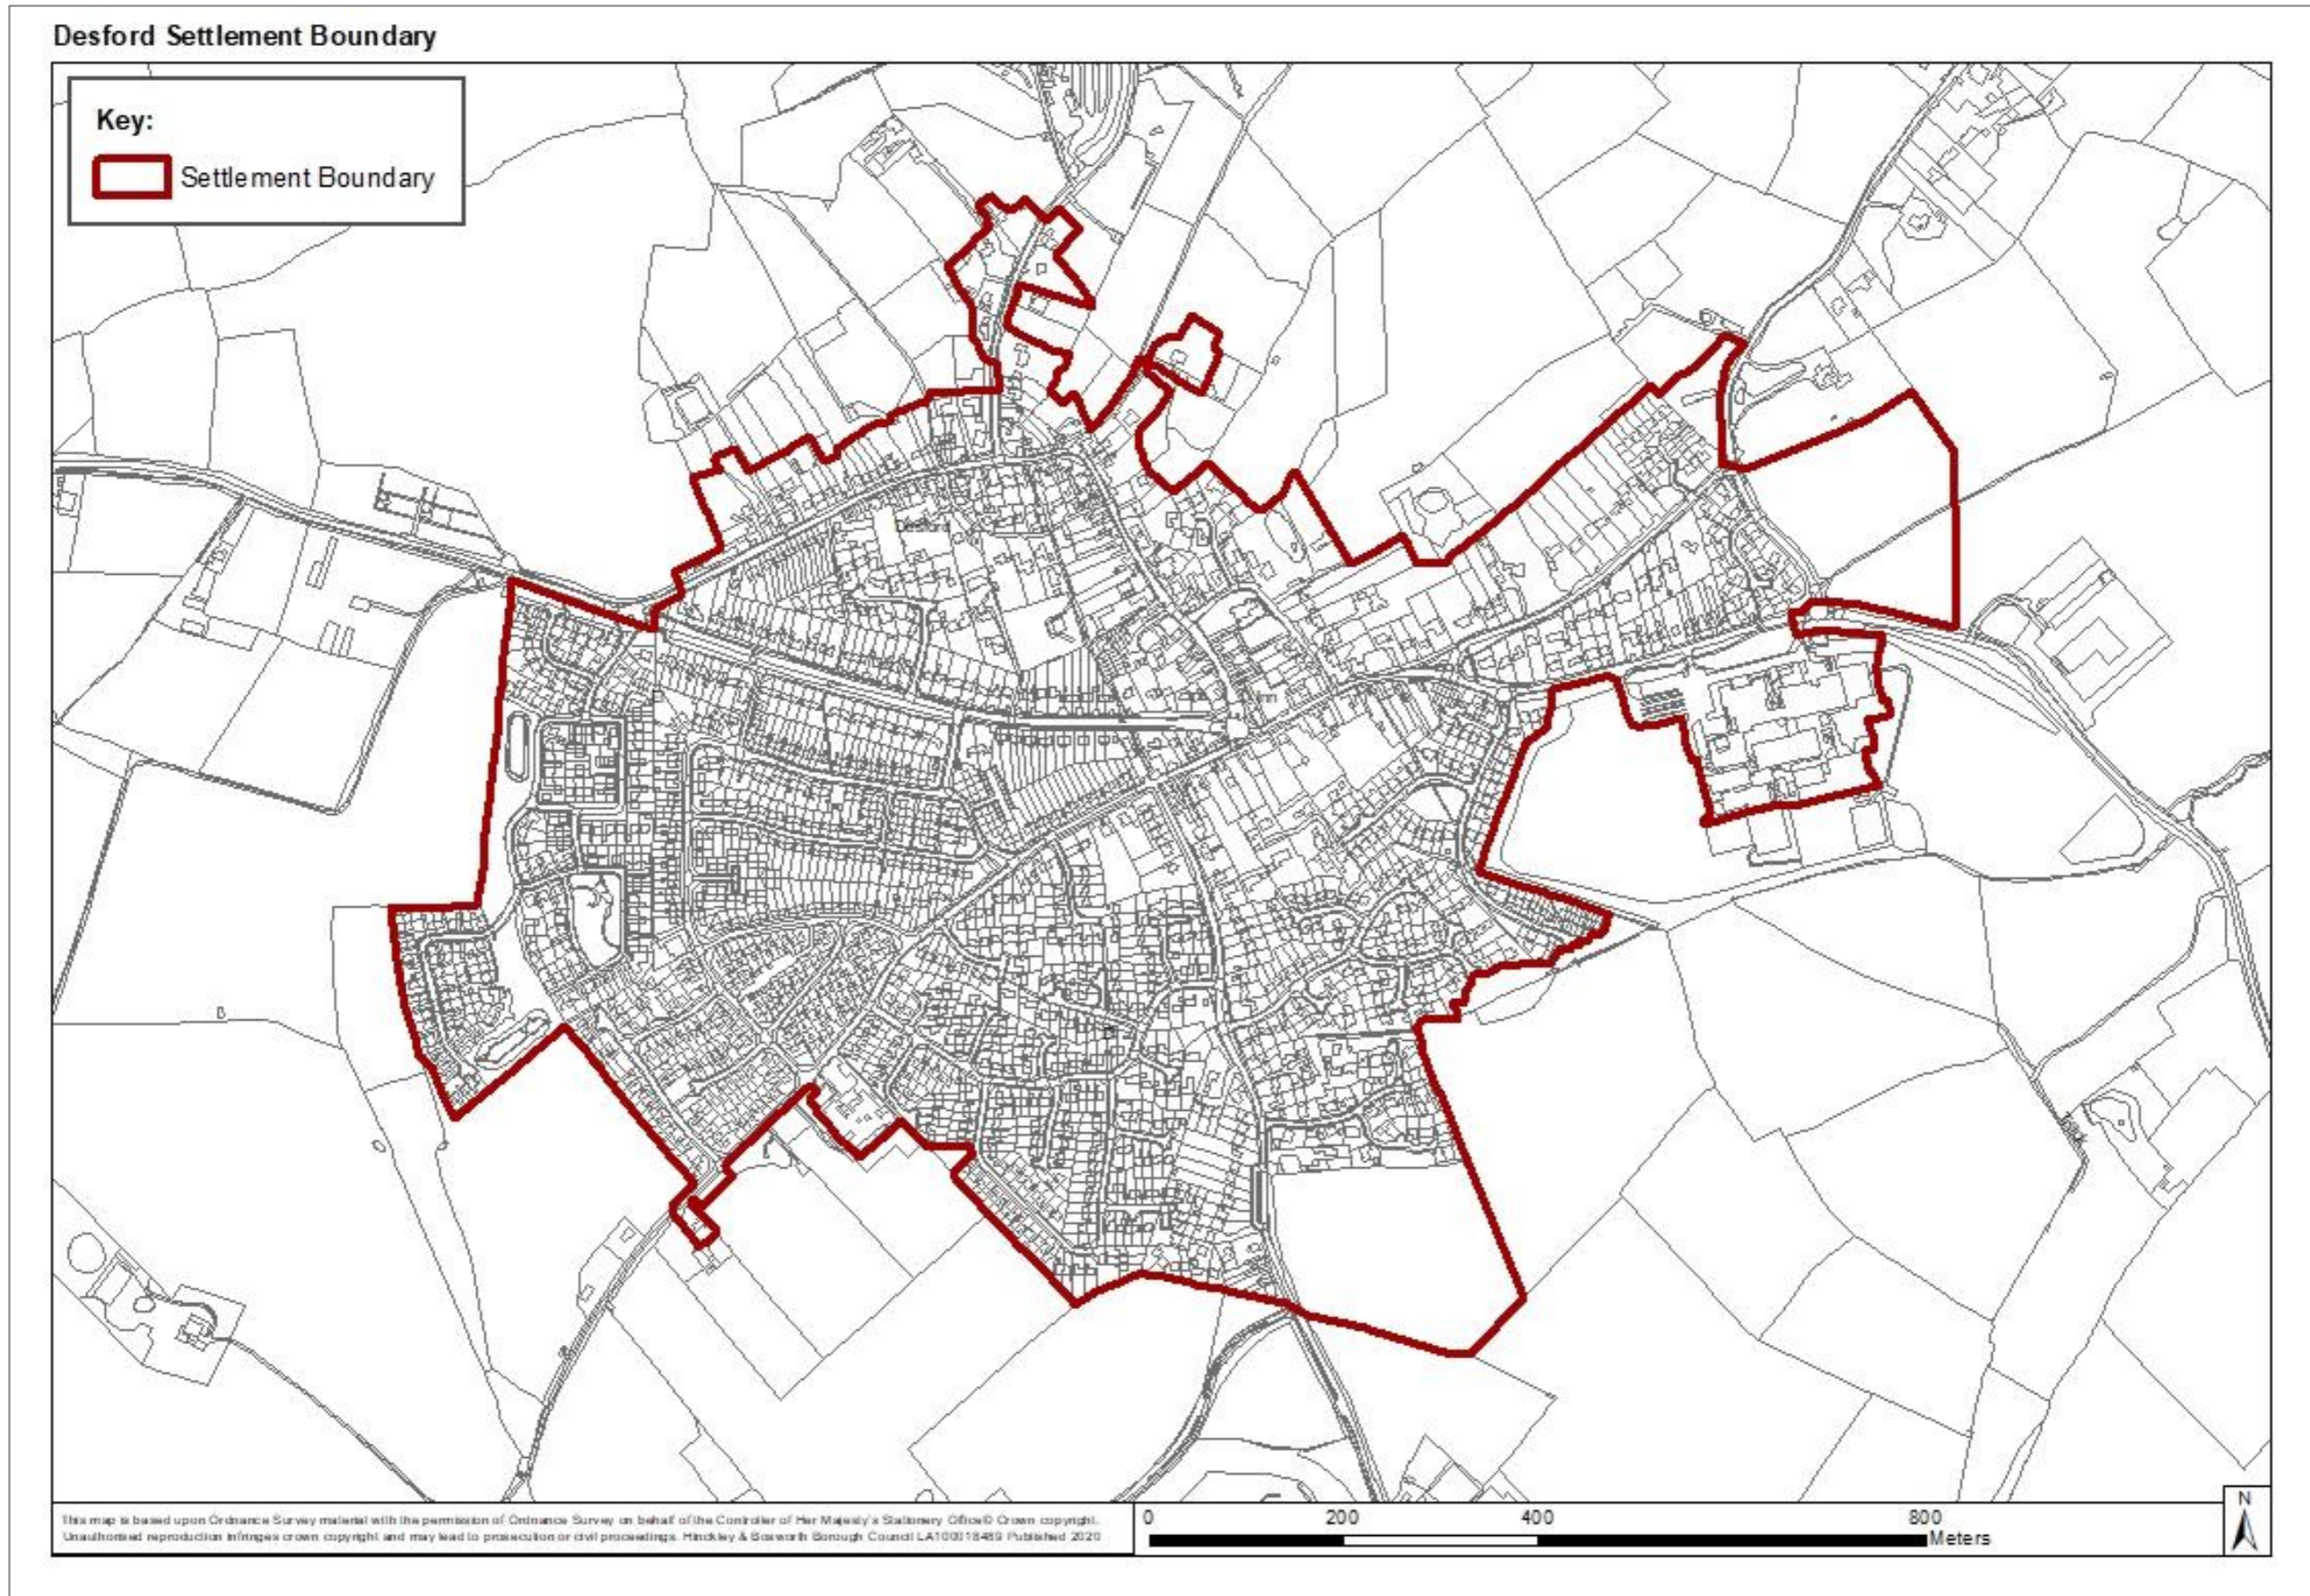 Desford Settlement Boundary
Key:
Settlement Boundary
Desford
Inn
This map is based upon Ordnance Survey material with the permission of Ordnance Survey on behalf of the Controller of Her Majesty's Stationery Office© Crown copyright.
Unauthorised reproduction infringes crown copyright and may lead to prosecution or civil proceedings. Hinckley & Bosworth Borough Council LA100018489 Published 2020
0 200 400 800
Meters
N